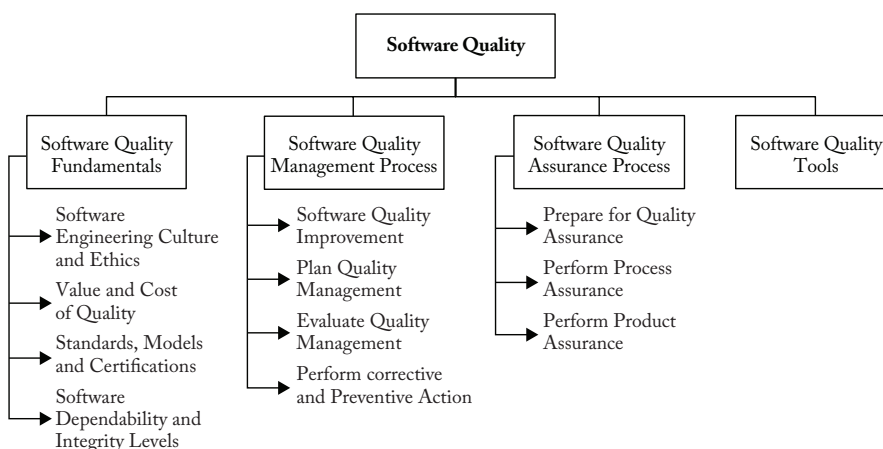 Software Quality
Software Quality
Fundamentals
Software
Engineering Culture
and Ethics
Value and Cost
of Quality
Standards, Models
and Certifications
Software
Dependability and
Integrity Levels
Software Quality
Management Process
Software Quality
Improvement
Plan Quality
Management
Evaluate Quality
Management
Perform corrective
and Preventive Action
Software Quality
Assurance Process
Prepare for Quality
Assurance
Perform Process
Assurance
Perform Product
Assurance
Software Quality
Tools